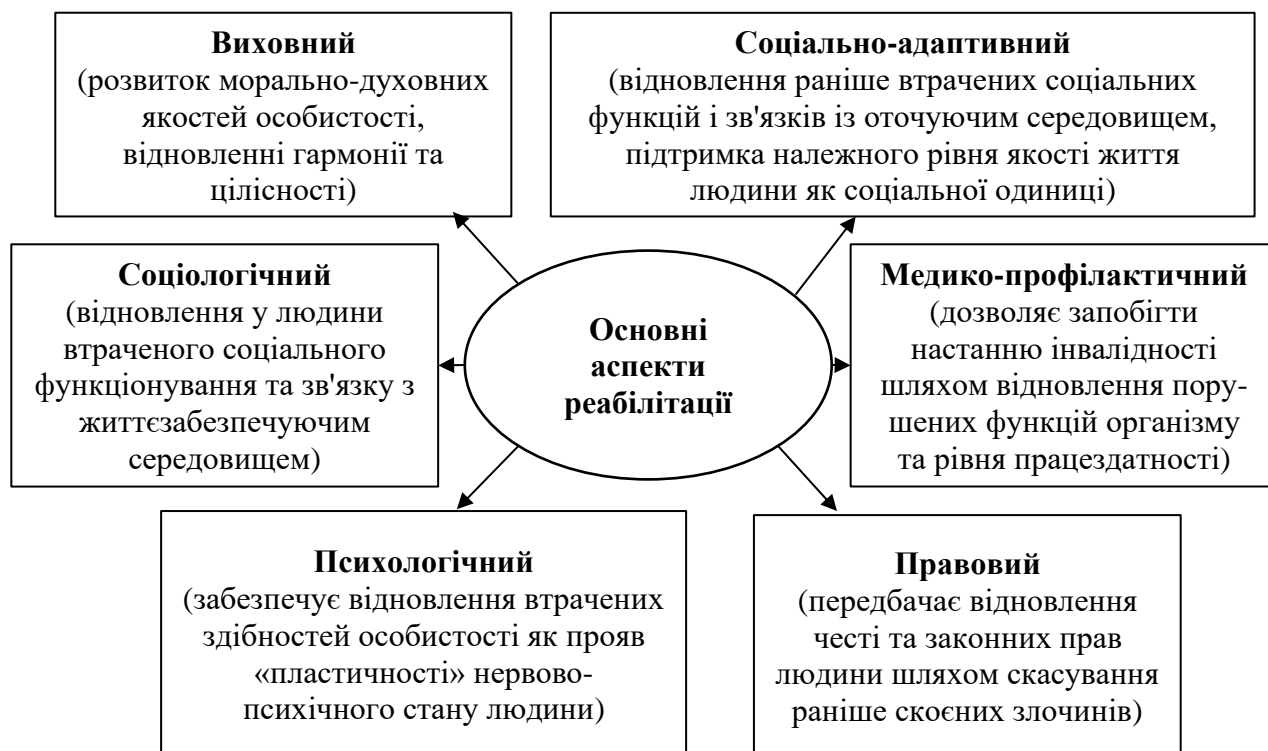 Виховний
(розвиток морально-духовних
якостей особистості,
відновленні гармонії та
цілісності)
Соціально-адаптивний
(відновлення раніше втрачених соціальних
функцій і зв'язків із оточуючим середовищем,
підтримка належного рівня якості життя
людини як соціальної одиниці)
Соціологічний
(відновлення у людини
втраченого соціального
функціонування та зв'язку з
життєзабезпечуючим
середовищем)
Основні
аспекти
реабілітації
Медико-профілактичний
(дозволяє запобігти
настанню інвалідності
шляхом відновлення пору-
шених функцій організму
та рівня працездатності)
Психологічний
(забезпечує відновлення втрачених
здібностей особистості як прояв
«пластичності» нервово-
психічного стану людини)
Правовий
(передбачає відновлення
честі та законних прав
людини шляхом скасування
раніше скоєних злочинів)